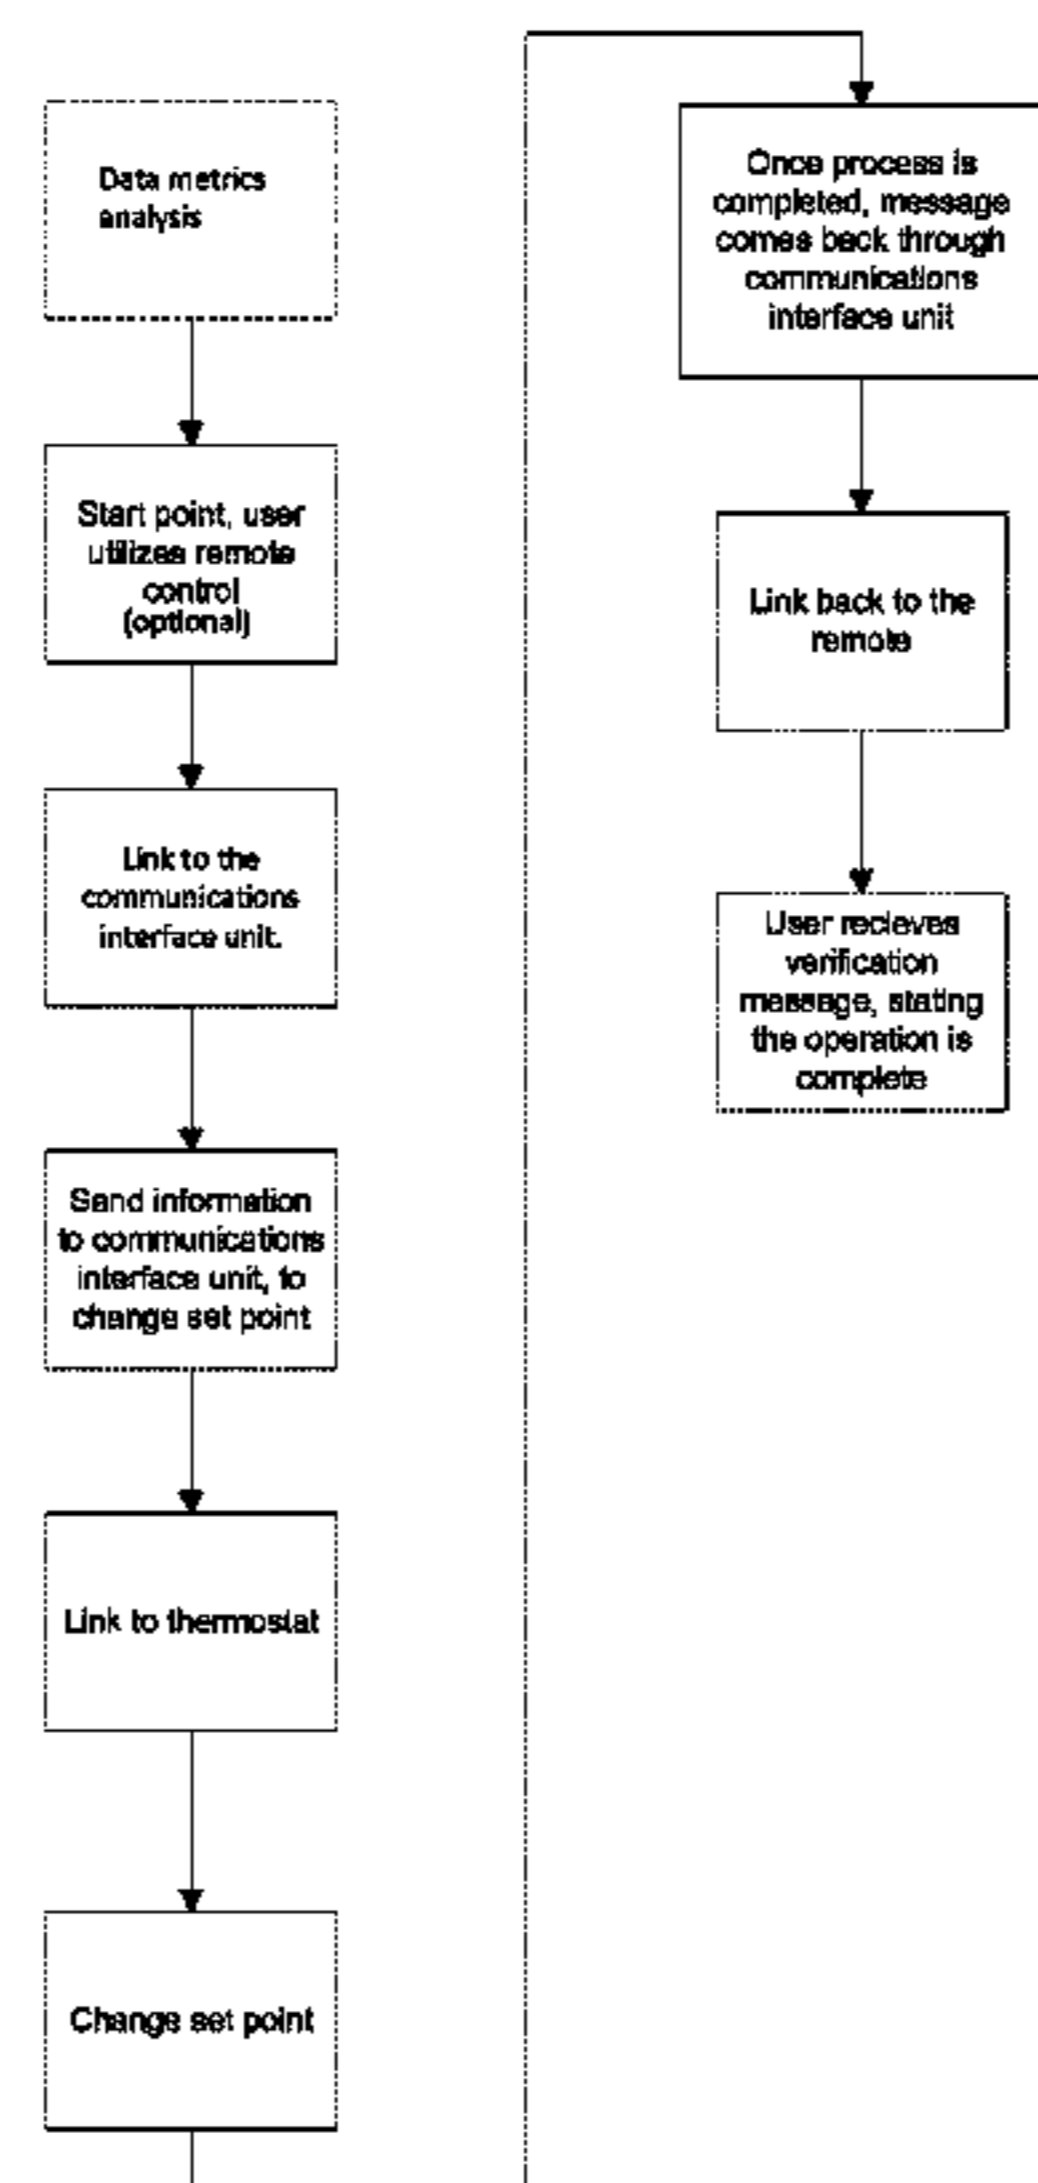 Data metrics
analysis
Start point, user
utilizes remote
control
(optional)
Link to the
communications
interface unit.
Send information
to communications
interface unit, to
change set point
Link to thermostat
Change set point
Once process is
completed, message
comes back through
communications
interface unit
Link back to the
remote
User recieves
verification
message, stating
the operation is
complete